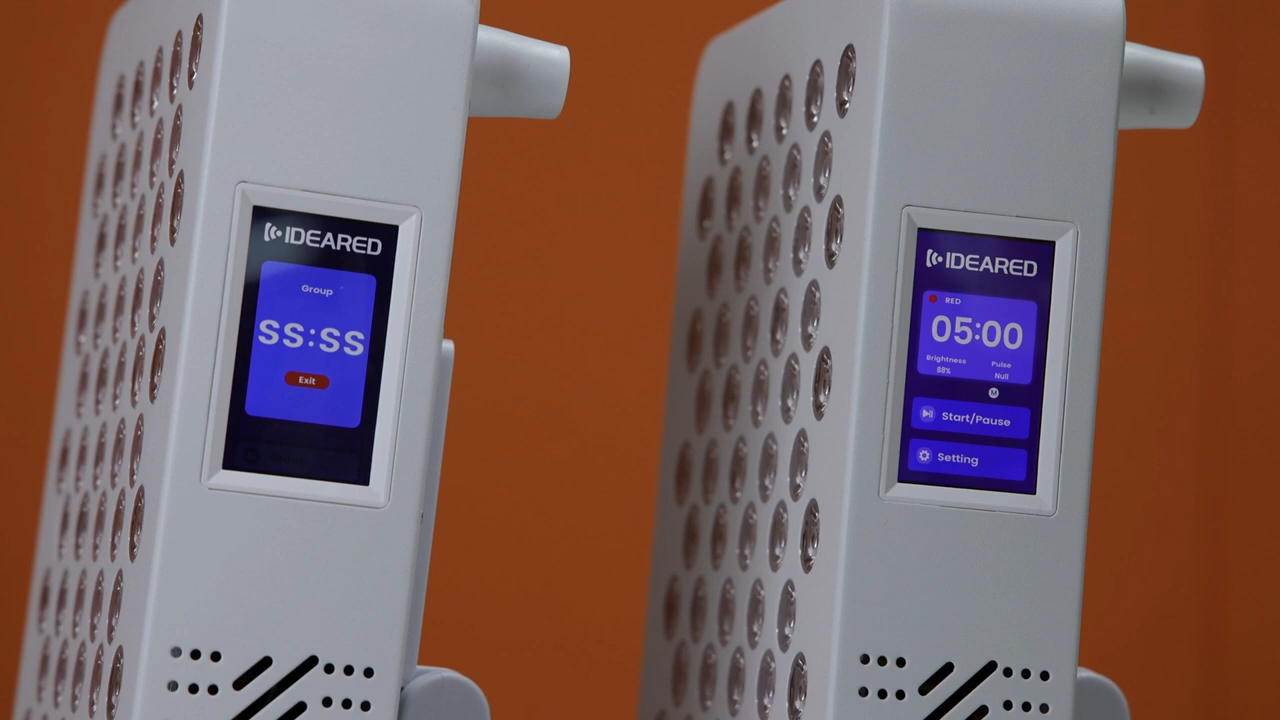 IDEARED
Group
SS:SS
Exit
IDEARED
RED
05:00
Brightness
Pulse
88%
Null
M
Start/Pause
Setting